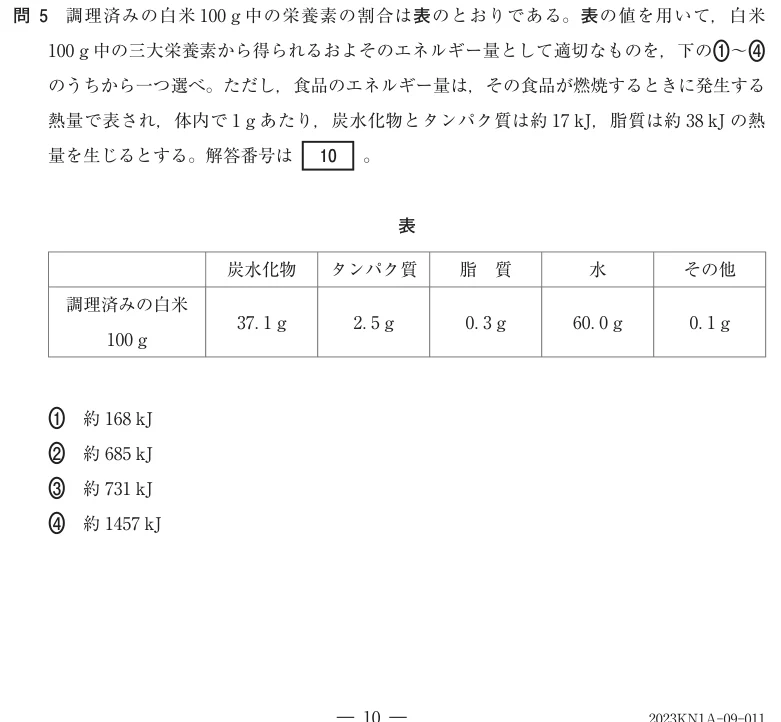 問 5 調理済みの白米 100 g 中の栄養素の割合は表のとおりである。表の値を用いて，白米
100 g 中の三大栄養素から得られるおよそのエネルギー量として適切なものを，下の①～④
のうちから一つ選べ。ただし，食品のエネルギー量は，その食品が燃焼するときに発生する
熱量で表され，体内で 1 g あたり，炭水化物とタンパク質は約 17 kJ，脂質は約 38 kJ の熱
量を生じるとする。解答番号は 10 。
表
炭水化物 タンパク質 脂 質 水 その他
調理済みの白米
100 g
37.1 g 2.5 g 0.3 g 60.0 g 0.1 g
① 約 168 kJ
② 約 685 kJ
③ 約 731 kJ
④ 約 1457 kJ
― 10 ―
2023KN1A-09-011